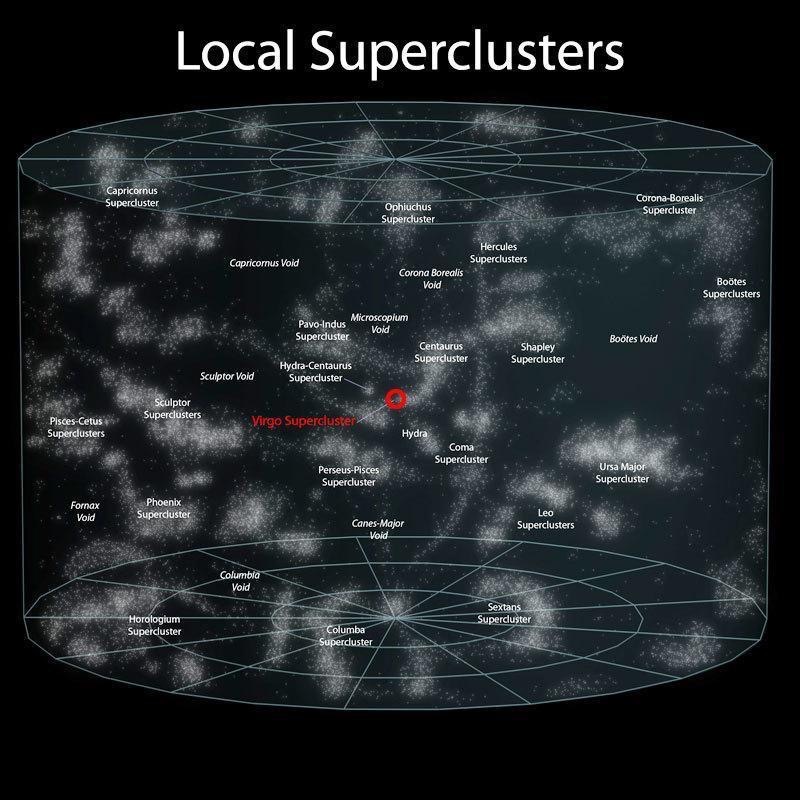 Local Superclusters
Capricornus
Supercluster
Ophiuchus
Supercluster
Corona-Borealis
Supercluster
Hercules
Superclusters
Capricornus Void
Corona Borealis
Void
Boötes
Superclusters
Pavo-Indus
Supercluster
Microscopium
Void
Centaurus
Supercluster
Shapley
Supercluster
Boötes Void
Hydra-Centaurus
Supercluster
Sculptor Void
Sculptor
Superclusters
Virgo Supercluster
Pisces-Cetus
Superclusters
Hydra
Coma
Supercluster
Perseus-Pisces
Supercluster
Ursa Major
Supercluster
Fornax
Void
Phoenix
Supercluster
Leo
Superclusters
Canes-Major
Void
Columbia
Void
Horologium
Supercluster
Columba
Supercluster
Sextans
Supercluster